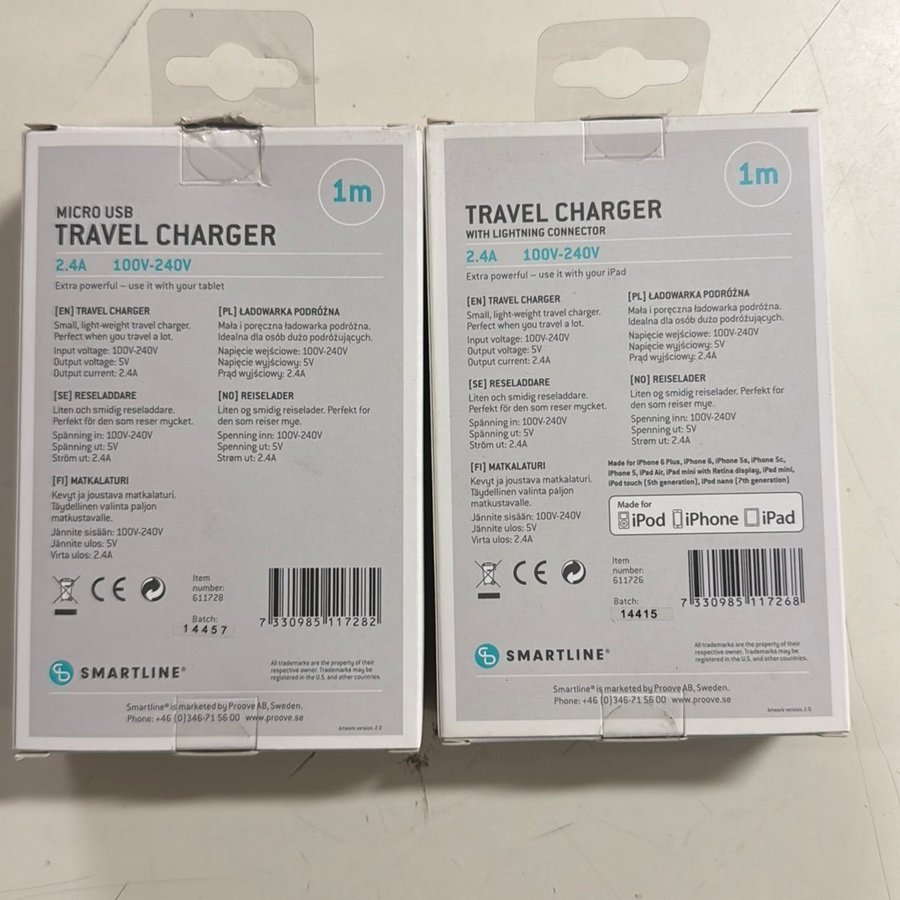 1m
MICRO USB
TRAVEL CHARGER
2.4A 100V-240V
Extra powerful – use it with your tablet
[EN] TRAVEL CHARGER
Small, light-weight travel charger.
Perfect when you travel a lot.
Input voltage: 100V-240V
Output voltage: 5V
Output current: 2.4A
[PL] ŁADOWARKA PODRÓŻNA
Mała i poręczna ładowarka podróżna.
Idealna dla osób dużo podróżujących.
Napięcie wejściowe: 100V-240V
Napięcie wyjściowy: 5V
Prąd wyjściowy: 2.4A
[SE] RESELADDARE
Liten och smidig reseladdare.
Perfekt för den som reser mycket.
Spänning in: 100V-240V
Spänning ut: 5V
Ström ut: 2.4A
[NO] REISELADER
Liten og smidig reiselader. Perfekt for
den som reiser mye.
Spenning inn: 100V-240V
Spenning ut: 5V
Strøm ut: 2.4A
[FI] MATKALATURI
Kevyt ja joustava matkalaturi.
Täydellinen valinta paljon
matkustavalle.
Jännite sisään: 100V-240V
Jännite ulos: 5V
Virta ulos: 2.4A
CE
Item
number:
611728
Batch:
14457
7 330985 117282
SMARTLINE®
All trademarks are the property of their
respective owner. Trademarks may be
registered in the U.S. and other countries.
Smartline® is marketed by Proove AB, Sweden.
Phone: +46 (0)346-71 56 00 www.proove.se
Artwork version: 2.0
1m
TRAVEL CHARGER
WITH LIGHTNING CONNECTOR
2.4A 100V-240V
Extra powerful – use it with your iPad
[EN] TRAVEL CHARGER
Small, light-weight travel charger.
Perfect when you travel a lot.
Input voltage: 100V-240V
Output voltage: 5V
Output current: 2.4A
[PL] ŁADOWARKA PODRÓŻNA
Mała i poręczna ładowarka podróżna.
Idealna dla osób dużo podróżujących.
Napięcie wejściowe: 100V-240V
Napięcie wyjściowy: 5V
Prąd wyjściowy: 2.4A
[SE] RESELADDARE
Liten och smidig reseladdare.
Perfekt för den som reser mycket.
Spänning in: 100V-240V
Spänning ut: 5V
Ström ut: 2.4A
[NO] REISELADER
Liten og smidig reiselader. Perfekt for
den som reiser mye.
Spenning inn: 100V-240V
Spenning ut: 5V
Strøm ut: 2.4A
[FI] MATKALATURI
Kevyt ja joustava matkalaturi.
Täydellinen valinta paljon
matkustavalle.
Jännite sisään: 100V-240V
Jännite ulos: 5V
Virta ulos: 2.4A
Made for iPhone 6 Plus, iPhone 6, iPhone 5s, iPhone 5c,
iPhone 5, iPad Air, iPad mini with Retina display, iPad mini,
iPod touch (5th generation), iPod nano (7th generation)
Made for
iPod iPhone iPad
CE
Item
number:
611726
Batch:
14415
7 330985 117268
SMARTLINE®
All trademarks are the property of their
respective owner. Trademarks may be
registered in the U.S. and other countries.
Smartline® is marketed by Proove AB, Sweden.
Phone: +46 (0)346-71 56 00 www.proove.se
Artwork version: 2.0